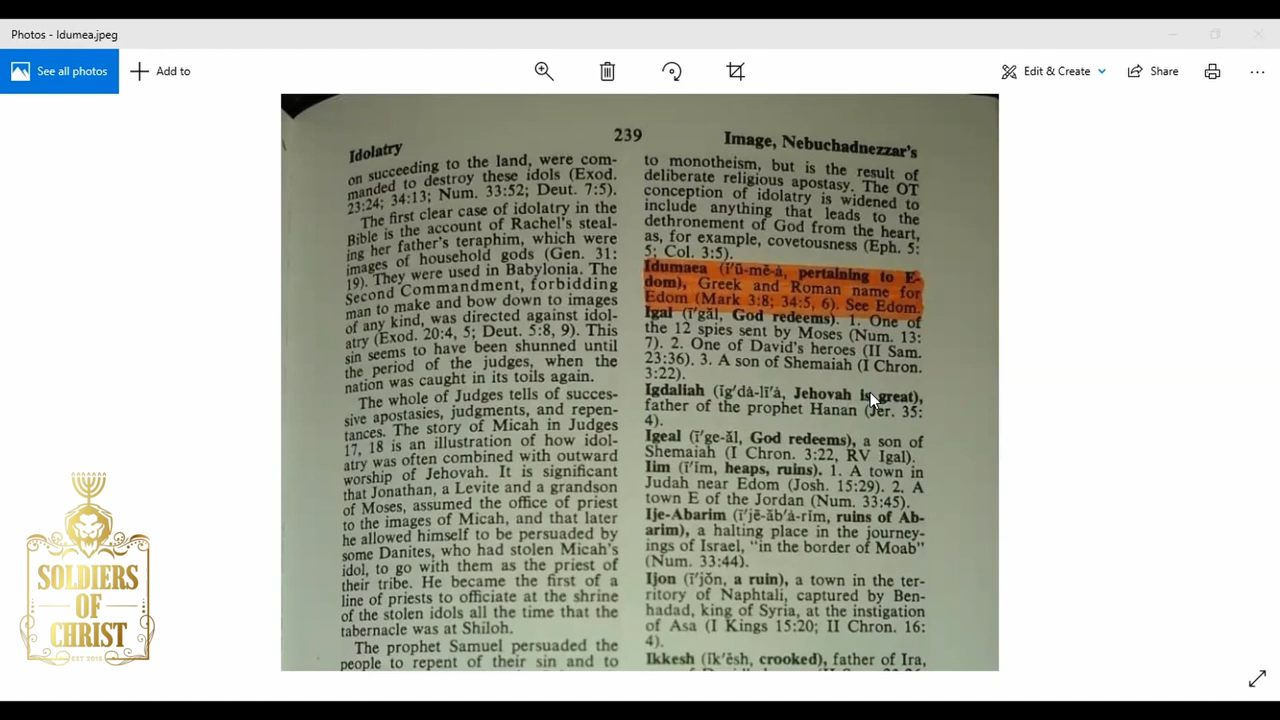 Photos - Idumea.jpeg
See all photos
Add to
Edit & Create
Share
239
Idolatry
on succeeding to the land, were com-
manded to destroy these idols (Exod.
23:24; 34:13; Num. 33:52; Deut. 7:5).
The first clear case of idolatry in the
Bible is the account of Rachel's steal-
ing her father's teraphim, which were
images of household gods (Gen. 31:
19). They were used in Babylonia. The
Second Commandment, forbidding
man to make and bow down to images
of any kind, was directed against idol-
atry (Exod. 20:4, 5; Deut. 5:8, 9). This
sin seems to have been shunned until
the period of the judges, when the
nation was caught in its toils again.
The whole of Judges tells of succes-
sive apostasies, judgments, and repen-
tances. The story of Micah in Judges
17, 18 is an illustration of how idol-
atry was often combined with outward
worship of Jehovah. It is significant
that Jonathan, a Levite and a grandson
of Moses, assumed the office of priest
to the images of Micah, and that later
he allowed himself to be persuaded by
some Danites, who had stolen Micah's
idol, to go with them as the priest of
their tribe. He became the first of a
line of priests to officiate at the shrine
of the stolen idols all the time that the
tabernacle was at Shiloh.
The prophet Samuel persuaded the
people to repent of their sin and to
Image, Nebuchadnezzar's
to monotheism, but is the result of
deliberate religious apostasy. The OT
conception of idolatry is widened to
include anything that leads to the
dethronement of God from the heart,
as, for example, covetousness (Eph. 5:
5; Col. 3:5).
Idumaea (ī'ū-mē-à, pertaining to E-
dom), Greek and Roman name for
Edom (Mark 3:8; 34:5, 6). See Edom.
Igal (ī'găl, God redeems). 1. One of
the 12 spies sent by Moses (Num. 13:
7). 2. One of David's heroes (II Sam.
23:36). 3. A son of Shemaiah (I Chron.
3:22).
Igdaliah (ĭg'dà-lī'à, Jehovah is great),
father of the prophet Hanan (Jer. 35:
4).
Igeal (ī'ge-ăl, God redeems), a son of
Shemaiah (I Chron. 3:22, RV Igal).
Iim (ī'ĭm, heaps, ruins). 1. A town in
Judah near Edom (Josh. 15:29). 2. A
town E of the Jordan (Num. 33:45).
Ije-Abarim (ī'jē-ăb'à-rĭm, ruins of Ab-
arim), a halting place in the journey-
ings of Israel, "in the border of Moab"
(Num. 33:44).
Ijon (ī'jŏn, a ruin), a town in the ter-
ritory of Naphtali, captured by Ben-
hadad, king of Syria, at the instigation
of Asa (I Kings 15:20; II Chron. 16:
4).
Ikkesh (ĭk'ĕsh, crooked), father of Ira,
SOLDIERS
OF
CHRIST
EST 2015